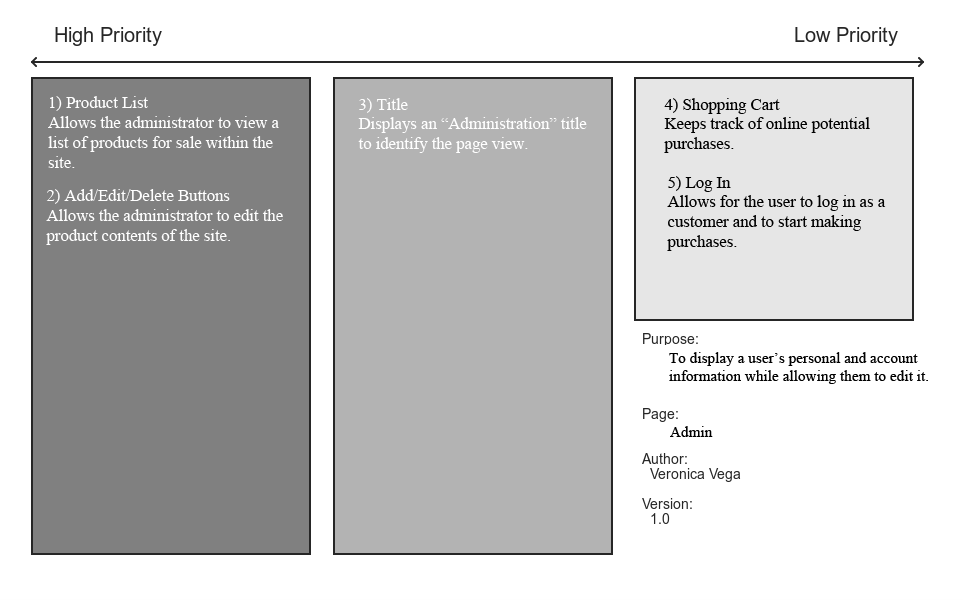 High Priority
Low Priority
1) Product List
Allows the administrator to view a
list of products for sale within the
site.
2) Add/Edit/Delete Buttons
Allows the administrator to edit the
product contents of the site.
3) Title
Displays an “Administration” title
to identify the page view.
4) Shopping Cart
Keeps track of online potential
purchases.
5) Log In
Allows for the user to log in as a
customer and to start making
purchases.
Purpose:
To display a user’s personal and account
information while allowing them to edit it.
Page:
Admin
Author:
Veronica Vega
Version:
1.0